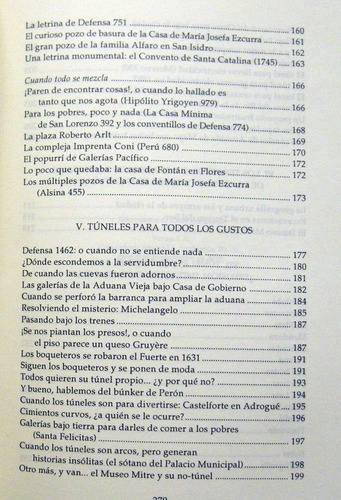 La letrina de Defensa 751 ........ 160
El curioso pozo de basura de la Casa de María Josefa Ezcurra ........ 161
El gran pozo de la familia Alfaro en San Isidro ........ 162
Una letrina monumental: el Convento de Santa Catalina (1745) .... 163
Cuando todo se mezcla ........ 166
¡Paren de encontrar cosas!, o cuando lo hallado es
tanto que nos agota (Hipólito Yrigoyen 979) ........ 166
Para los pobres, poco y nada (La Casa Mínima
de San Lorenzo 392 y los conventillos de Defensa 774) ........ 168
La plaza Roberto Arlt ........ 169
La compleja Imprenta Coni (Perú 680) ........ 170
El popurrí de Galerías Pacífico ........ 172
Lo poco que quedaba: la casa de Fontán en Flores ........ 172
Los múltiples pozos de la Casa de María Josefa Ezcurra
(Alsina 455) ........ 173
V. TÚNELES PARA TODOS LOS GUSTOS
Defensa 1462: o cuando no se entiende nada ........ 177
¿Dónde escondemos a la servidumbre? ........ 180
De cuando las cuevas fueron adornos ........ 181
Las galerías de la Aduana Vieja bajo Casa de Gobierno ........ 182
Cuando se perforó la barranca para ampliar la aduana ........ 184
Resolviendo el misterio: Michelangelo ........ 185
Pasando bajo los trenes ........ 187
¡Se nos piantan los presos!, o cuando
el piso parece un queso Gruyère ........ 187
Los boqueteros se robaron el Fuerte en 1631 ........ 191
Siguen los boqueteros y se ponen de moda ........ 191
Todos quieren su túnel propio... ¿y por qué no? ........ 193
Y bueno, hablemos del búnker de Perón ........ 194
Cuando los túneles son para divertirse: Castelforte en Adrogué .... 195
Cimientos curvos, ¿a quién se le ocurre? ........ 196
Galerías bajo tierra para darles de comer a los pobres
(Santa Felicitas) ........ 197
Cuando los túneles son arcos, pero generan
historias insólitas (el sótano del Palacio Municipal) ........ 198
Otro más, y van... el Museo Mitre y su no-túnel ........ 199